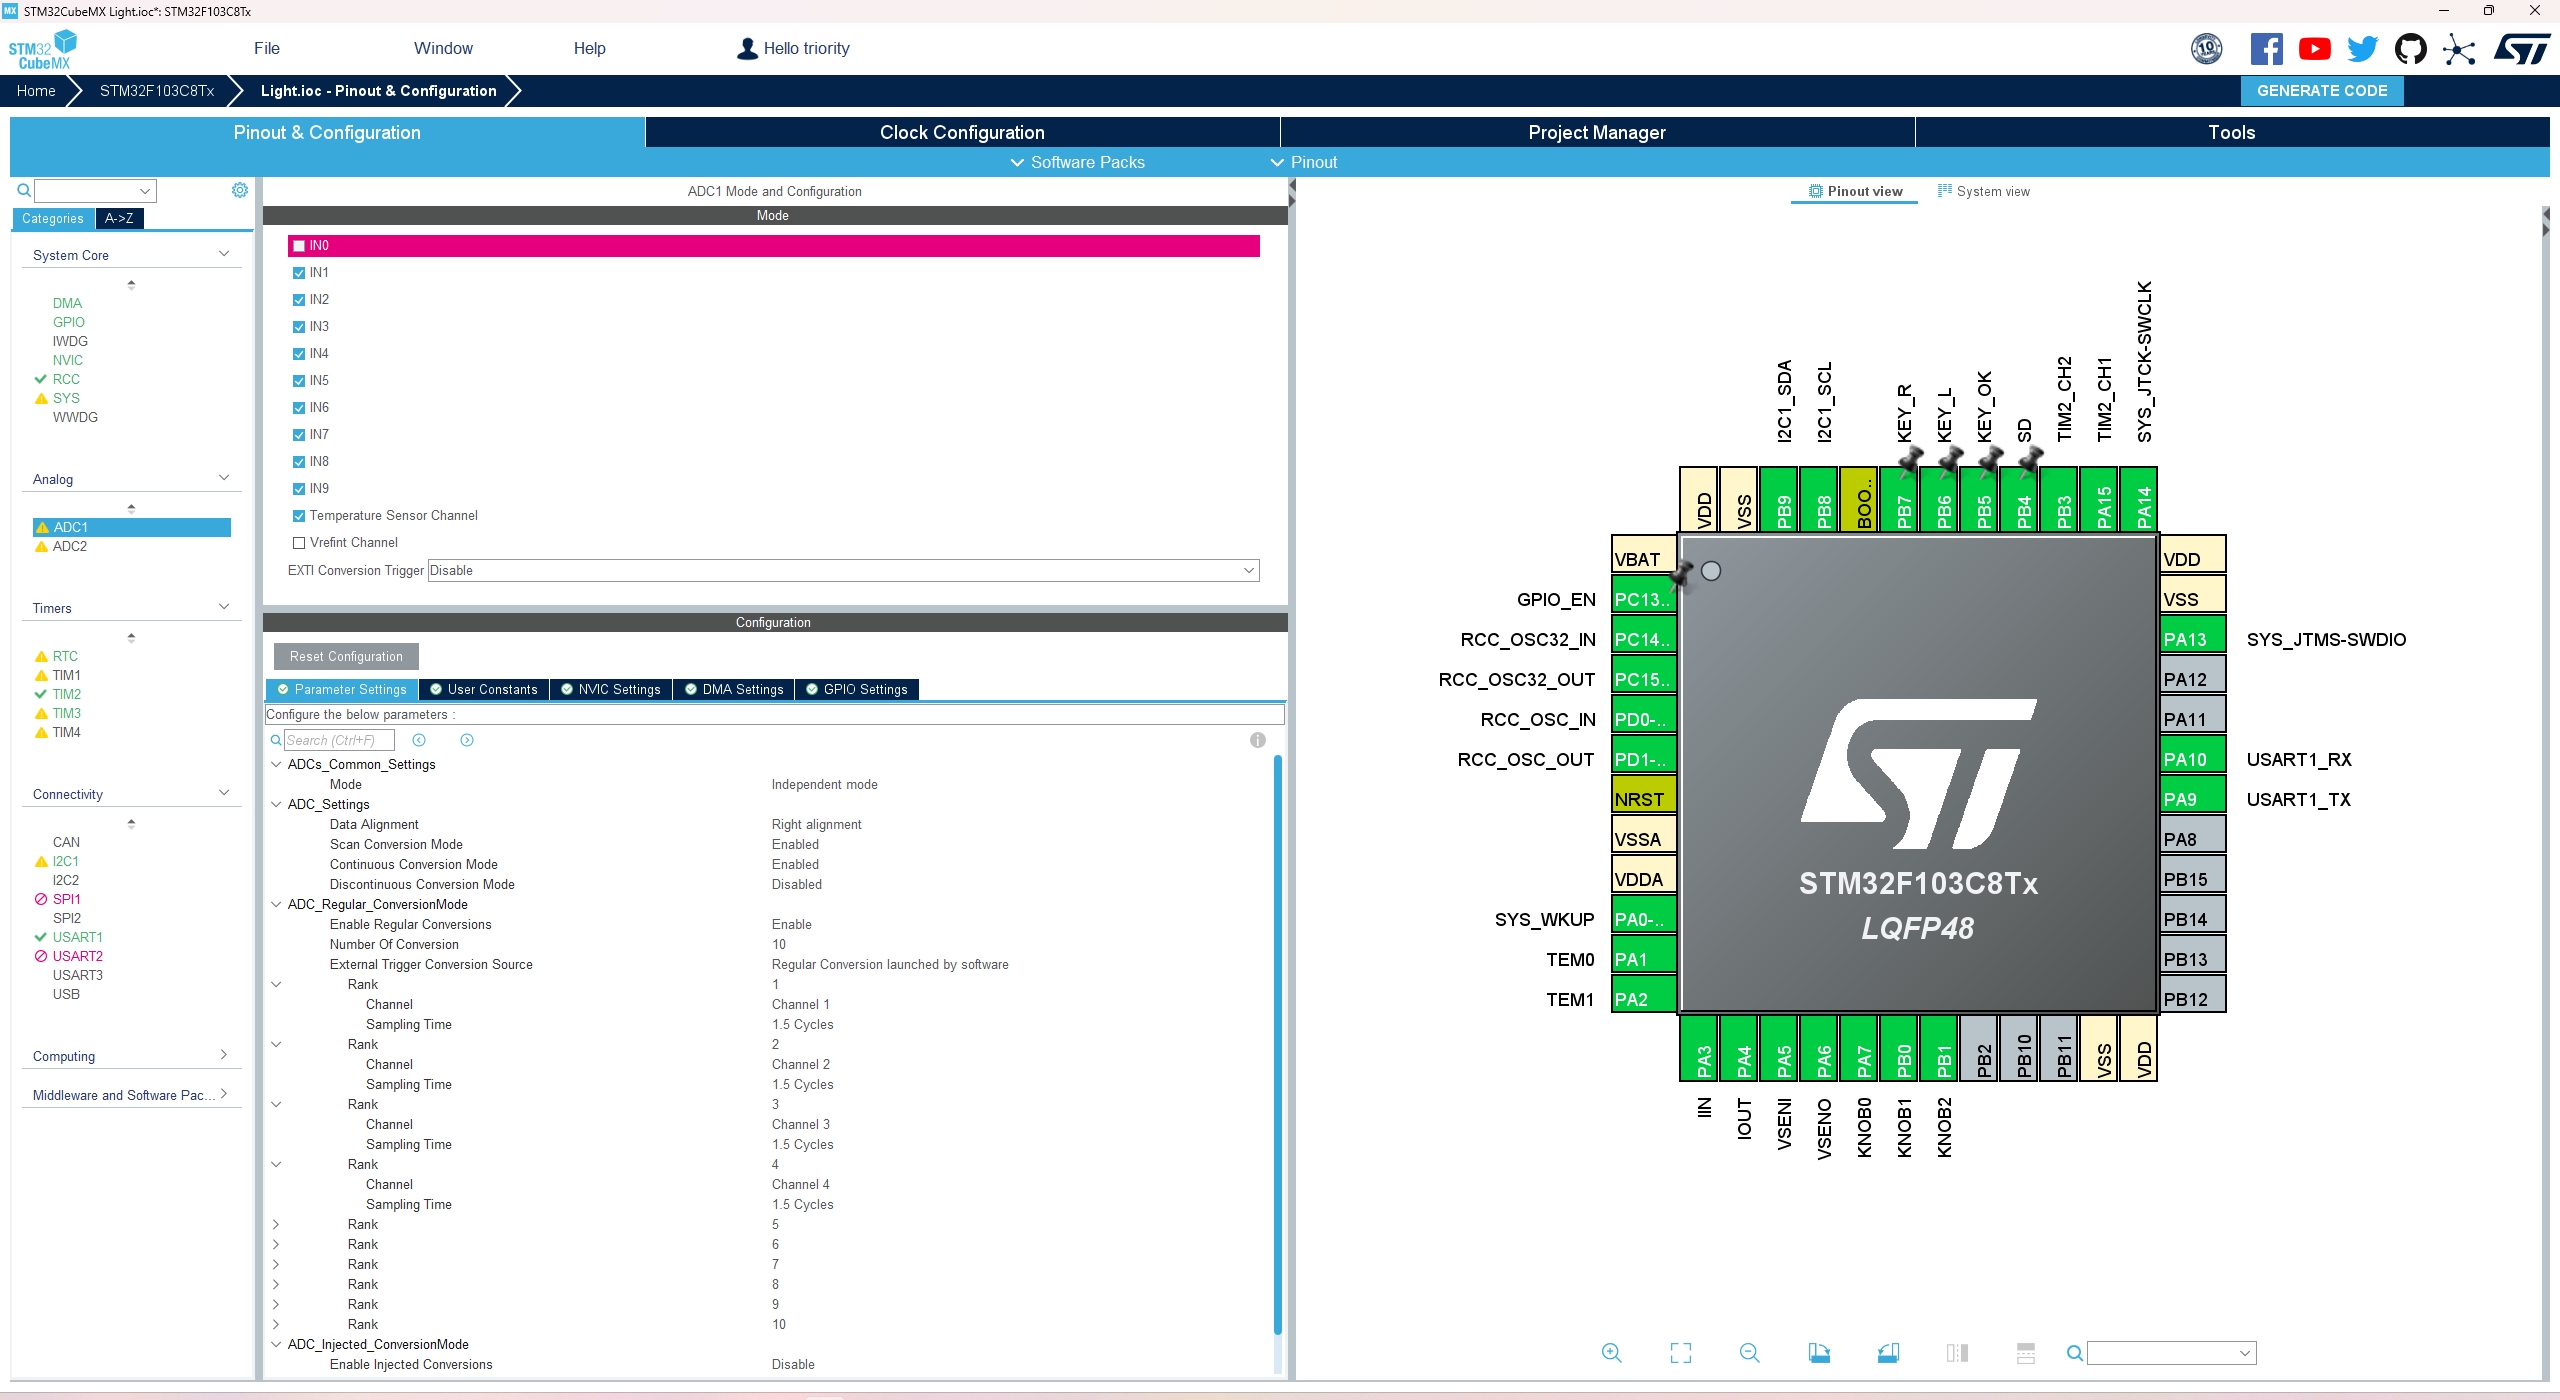 MX STM32CubeMX Light.ioc*: STM32F103C8Tx
STM32 CubeMX
File
Window
Help
Hello triority
10
Home
STM32F103C8Tx
Light.ioc - Pinout & Configuration
GENERATE CODE
Pinout & Configuration
Clock Configuration
Project Manager
Tools
Software Packs
Pinout
Categories
A->Z
System Core
DMA
GPIO
IWDG
NVIC
RCC
SYS
WWDG
Analog
ADC1
ADC2
Timers
RTC
TIM1
TIM2
TIM3
TIM4
Connectivity
CAN
I2C1
I2C2
SPI1
SPI2
USART1
USART2
USART3
USB
Computing
Middleware and Software Pac...
ADC1 Mode and Configuration
Mode
IN0
IN1
IN2
IN3
IN4
IN5
IN6
IN7
IN8
IN9
Temperature Sensor Channel
Vrefint Channel
EXTI Conversion Trigger Disable
Configuration
Reset Configuration
Parameter Settings
User Constants
NVIC Settings
DMA Settings
GPIO Settings
Configure the below parameters :
Search (Ctrl+F)
ADCs_Common_Settings
Mode Independent mode
ADC_Settings
Data Alignment Right alignment
Scan Conversion Mode Enabled
Continuous Conversion Mode Enabled
Discontinuous Conversion Mode Disabled
ADC_Regular_ConversionMode
Enable Regular Conversions Enable
Number Of Conversion 10
External Trigger Conversion Source Regular Conversion launched by software
Rank 1
Channel Channel 1
Sampling Time 1.5 Cycles
Rank 2
Channel Channel 2
Sampling Time 1.5 Cycles
Rank 3
Channel Channel 3
Sampling Time 1.5 Cycles
Rank 4
Channel Channel 4
Sampling Time 1.5 Cycles
Rank 5
Rank 6
Rank 7
Rank 8
Rank 9
Rank 10
ADC_Injected_ConversionMode
Enable Injected Conversions Disable
Pinout view
System view
I2C1_SDA
I2C1_SCL
KEY_R
KEY_L
KEY_OK
SD
TIM2_CH2
TIM2_CH1
SYS_JTCK-SWCLK
VDD
VSS
PB9
PB8
BOO..
PB7
PB6
PB5
PB4
PB3
PA15
PA14
VBAT
GPIO_EN PC13..
RCC_OSC32_IN PC14..
RCC_OSC32_OUT PC15..
RCC_OSC_IN PD0-..
RCC_OSC_OUT PD1-..
NRST
VSSA
VDDA
SYS_WKUP PA0-..
TEM0 PA1
TEM1 PA2
ST
STM32F103C8Tx
LQFP48
VDD
VSS
PA13 SYS_JTMS-SWDIO
PA12
PA11
PA10 USART1_RX
PA9 USART1_TX
PA8
PB15
PB14
PB13
PB12
PA3
PA4
PA5
PA6
PA7
PB0
PB1
PB2
PB10
PB11
VSS
VDD
IIN
IOUT
VSENI
VSENO
KNOB0
KNOB1
KNOB2